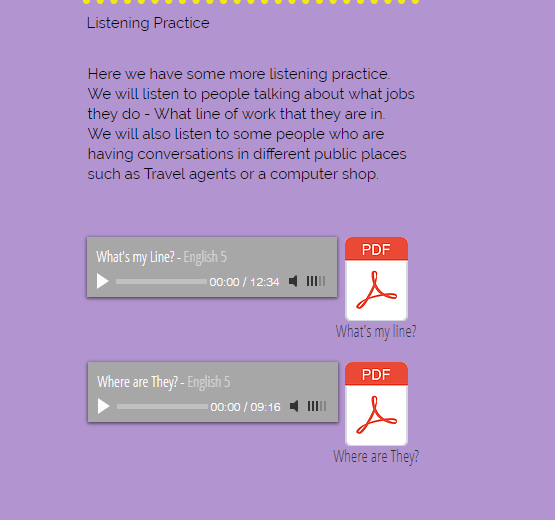 Listening Practice
Here we have some more listening practice.
We will listen to people talking about what jobs
they do - What line of work that they are in.
We will also listen to some people who are
having conversations in different public places
such as Travel agents or a computer shop.
What's my Line? - English 5
00:00 / 12:34
PDF
What's my line?
Where are They? - English 5
00:00 / 09:16
PDF
Where are They?